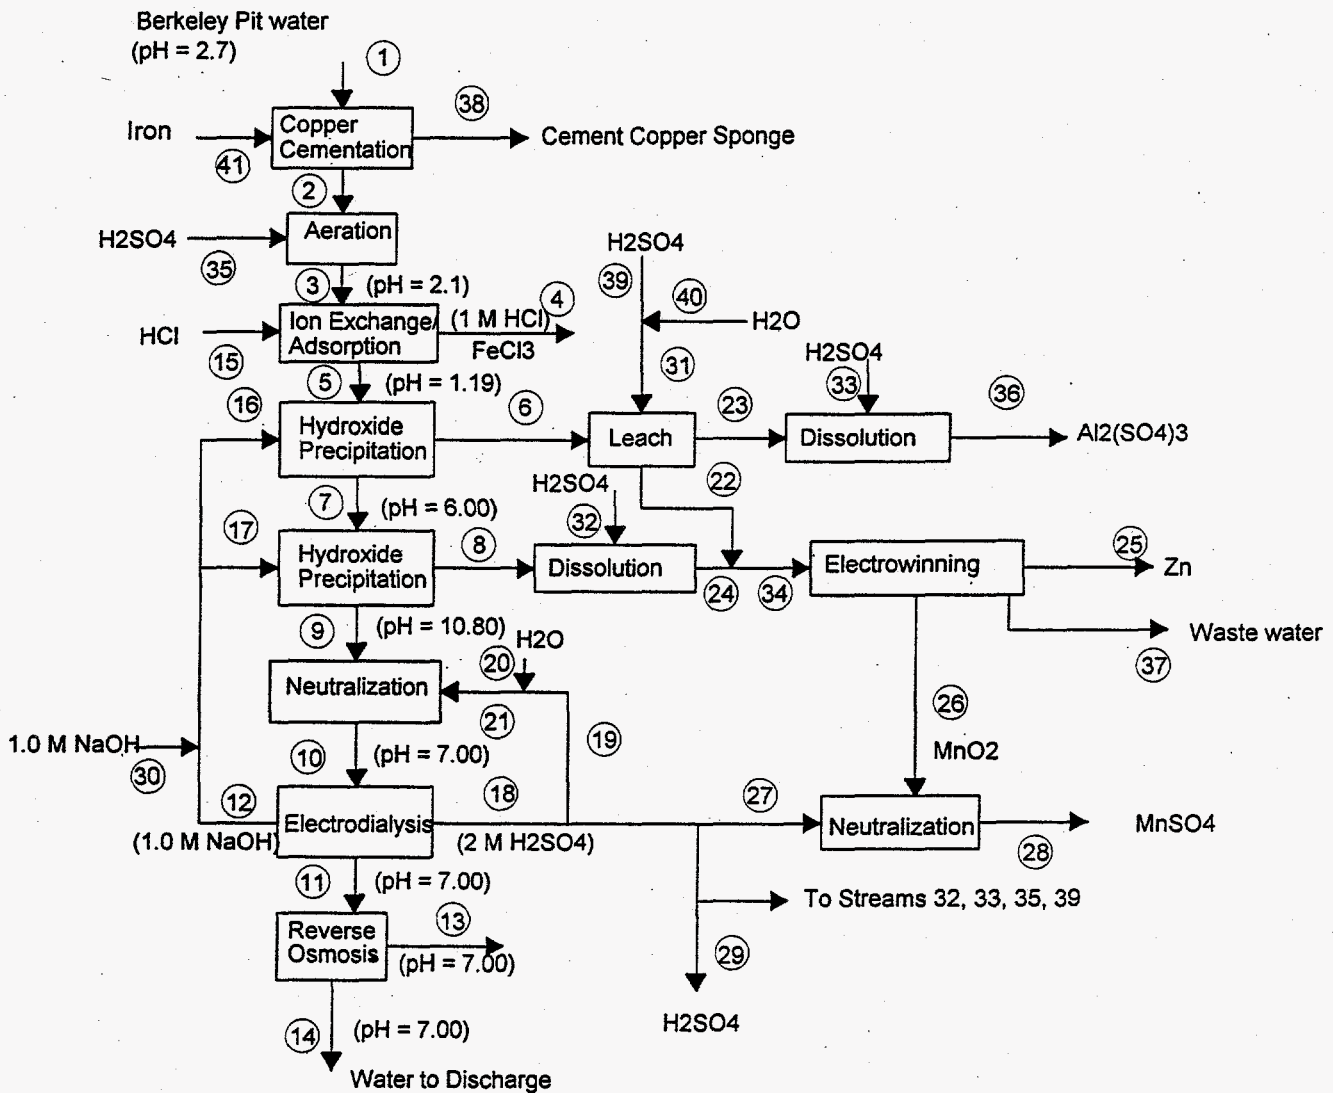 Berkeley Pit water
(pH = 2.7)
1
38
Iron
Copper
Cementation
Cement Copper Sponge
41
2
H2SO4
Aeration
35
H2SO4
3
(pH = 2.1)
4
39
40
HCl
Ion Exchange/
Adsorption
(1 M HCl)
FeCl3
H2O
15
H2SO4
5
(pH = 1.19)
31
33
16
6
23
36
Hydroxide
Precipitation
Leach
Dissolution
Al2(SO4)3
H2SO4
22
7
(pH = 6.00)
17
32
8
25
Hydroxide
Precipitation
Dissolution
Electrowinning
Zn
24
34
9
(pH = 10.80)
H2O
Waste water
20
37
Neutralization
21
26
19
1.0 M NaOH
10
(pH = 7.00)
MnO2
30
12
18
27
Electrodialysis
Neutralization
MnSO4
(1.0 M NaOH)
(2 M H2SO4)
28
11
(pH = 7.00)
To Streams 32, 33, 35, 39
13
Reverse
Osmosis
(pH = 7.00)
29
14
(pH = 7.00)
H2SO4
Water to Discharge